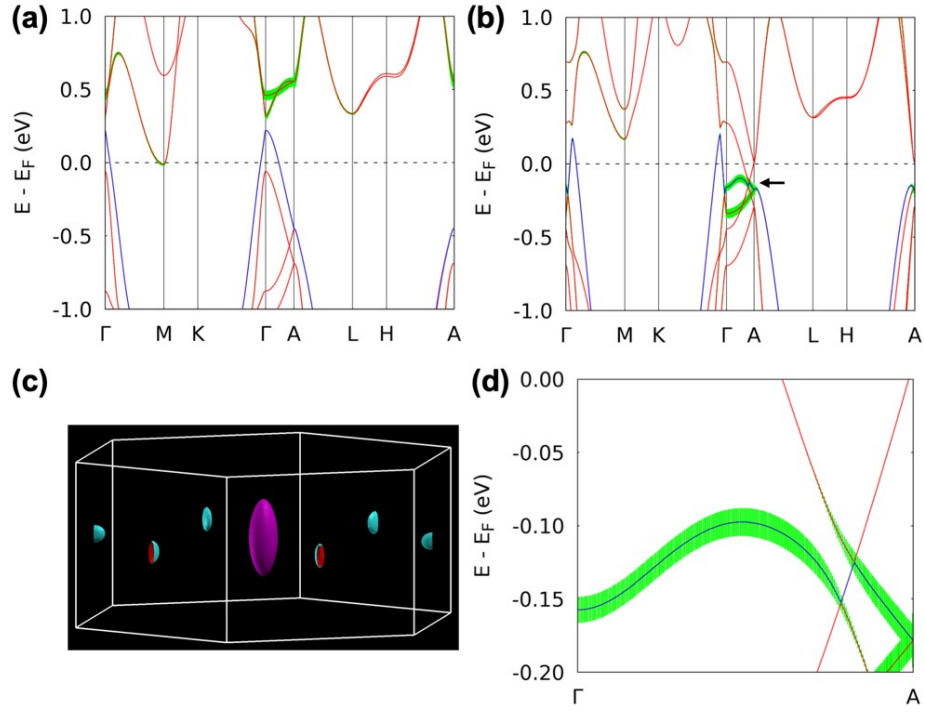 (a)
E - E_F (eV)
1.0
0.5
0.0
-0.5
-1.0
Γ M K Γ A L H A
(b)
E - E_F (eV)
1.0
0.5
0.0
-0.5
-1.0
Γ M K Γ A L H A
(c)
(d)
E - E_F (eV)
0.00
-0.05
-0.10
-0.15
-0.20
Γ A